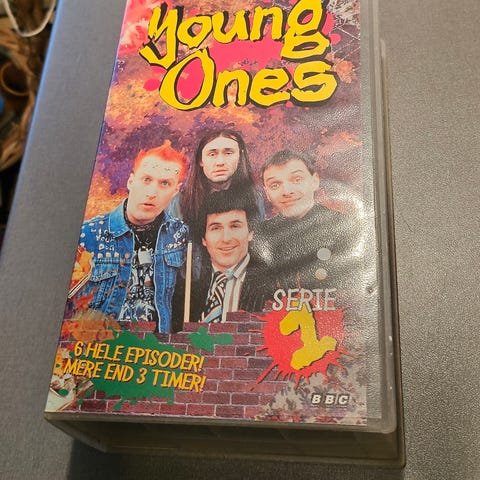 Young
Ones
SERIE
1
6 HELE EPISODER!
MERE END 3 TIMER!
BBC